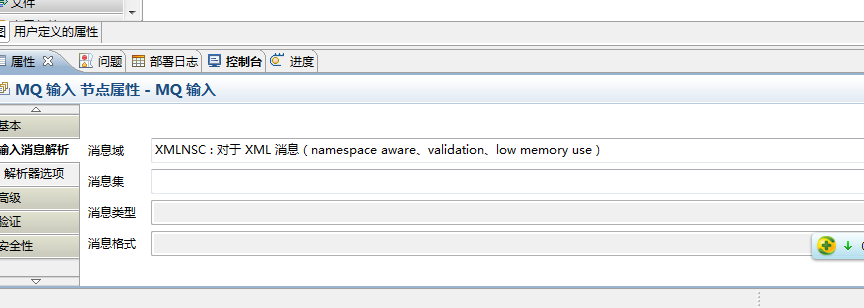 文件
图 用户定义的属性
属性 问题 部署日志 控制台 进度
MQ 输入 节点属性 - MQ 输入
基本
输入消息解析
解析器选项
高级
验证
安全性
消息域 XMLNSC : 对于 XML 消息 ( namespace aware、validation、low memory use )
消息集
消息类型
消息格式